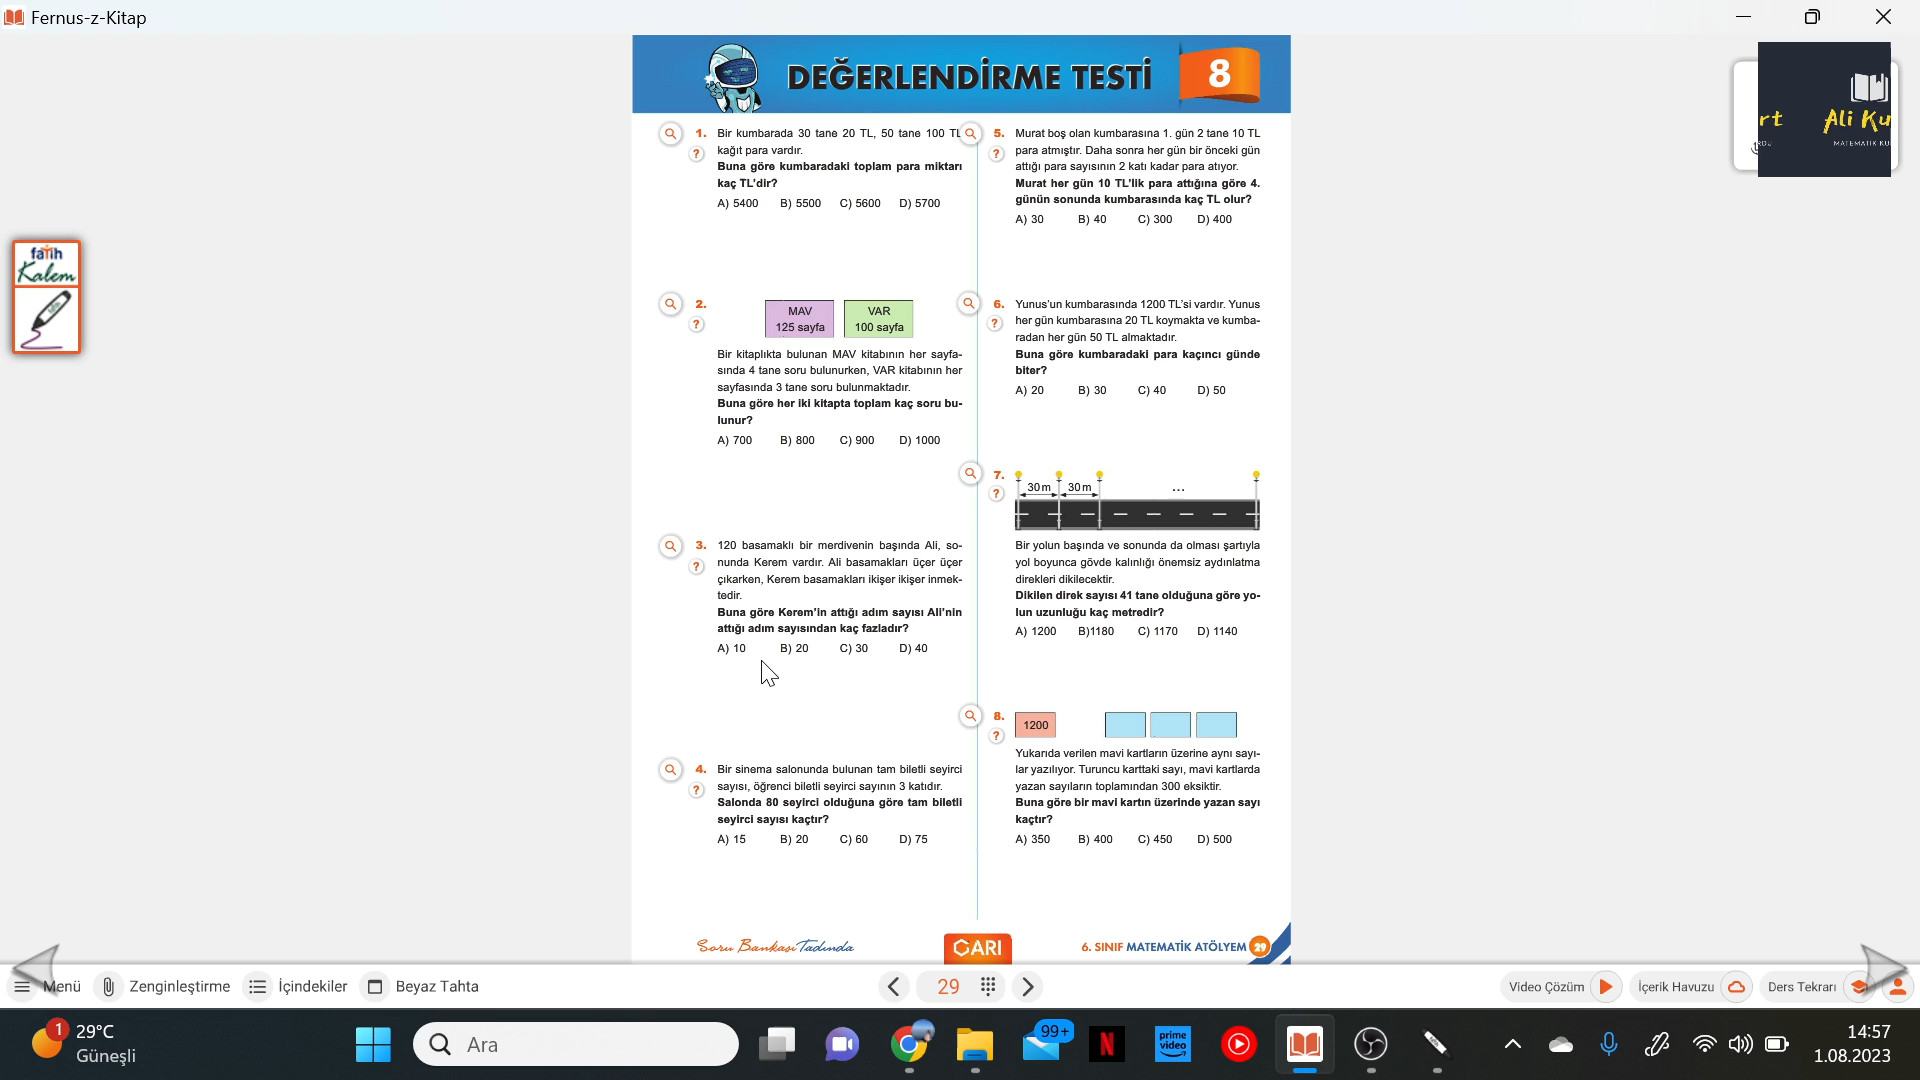 Fernus-z-Kitap
DEĞERLENDİRME TESTİ
8
1. Bir kumbarada 30 tane 20 TL, 50 tane 100 TL
kağıt para vardır.
Buna göre kumbaradaki toplam para miktarı
kaç TL'dir?
A) 5400 B) 5500 C) 5600 D) 5700
2.
MAV
125 sayfa
VAR
100 sayfa
Bir kitaplıkta bulunan MAV kitabının her sayfa-
sında 4 tane soru bulunurken, VAR kitabının her
sayfasında 3 tane soru bulunmaktadır.
Buna göre her iki kitapta toplam kaç soru bu-
lunur?
A) 700 B) 800 C) 900 D) 1000
3. 120 basamaklı bir merdivenin başında Ali, so-
nunda Kerem vardır. Ali basamakları üçer üçer
çıkarken, Kerem basamakları ikişer ikişer inmek-
tedir.
Buna göre Kerem'in attığı adım sayısı Ali'nin
attığı adım sayısından kaç fazladır?
A) 10 B) 20 C) 30 D) 40
4. Bir sinema salonunda bulunan tam biletli seyirci
sayısı, öğrenci biletli seyirci sayının 3 katıdır.
Salonda 80 seyirci olduğuna göre tam biletli
seyirci sayısı kaçtır?
A) 15 B) 20 C) 60 D) 75
5. Murat boş olan kumbarasına 1. gün 2 tane 10 TL
para atmıştır. Daha sonra her gün bir önceki gün
attığı para sayısının 2 katı kadar para atıyor.
Murat her gün 10 TL'lik para attığına göre 4.
günün sonunda kumbarasında kaç TL olur?
A) 30 B) 40 C) 300 D) 400
6. Yunus'un kumbarasında 1200 TL'si vardır. Yunus
her gün kumbarasına 20 TL koymakta ve kumba-
radan her gün 50 TL almaktadır.
Buna göre kumbaradaki para kaçıncı günde
biter?
A) 20 B) 30 C) 40 D) 50
7.
30 m 30 m ...
Bir yolun başında ve sonunda da olması şartıyla
yol boyunca gövde kalınlığı önemsiz aydınlatma
direkleri dikilecektir.
Dikilen direk sayısı 41 tane olduğuna göre yo-
lun uzunluğu kaç metredir?
A) 1200 B)1180 C) 1170 D) 1140
8. 1200
Yukarıda verilen mavi kartların üzerine aynı sayı-
lar yazılıyor. Turuncu karttaki sayı, mavi kartlarda
yazan sayıların toplamından 300 eksiktir.
Buna göre bir mavi kartın üzerinde yazan sayı
kaçtır?
A) 350 B) 400 C) 450 D) 500
Soru Bankası Tadında
ARI
6. SINIF MATEMATİK ATÖLYEM 29
fatih
Kalem
rt Ali Ku
MATEMATİK KU
Menü Zenginleştirme İçindekiler Beyaz Tahta
29
Video Çözüm İçerik Havuzu Ders Tekrarı
1
29°C
Güneşli
Ara
99+
N
prime
video
14:57
1.08.2023